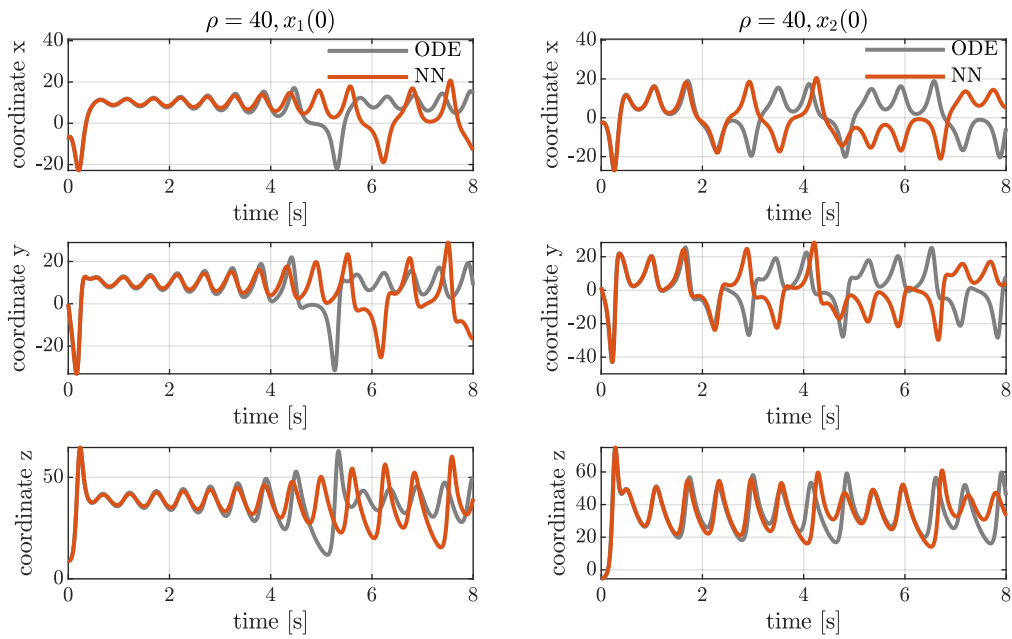 ρ = 40, x₁(0)
coordinate x
40
20
0
-20
ODE
NN
0 2 4 6 8
time [s]
ρ = 40, x₂(0)
coordinate x
40
20
0
-20
ODE
NN
0 2 4 6 8
time [s]
coordinate y
20
0
-20
0 2 4 6 8
time [s]
coordinate y
20
0
-20
-40
0 2 4 6 8
time [s]
coordinate z
50
0
0 2 4 6 8
time [s]
coordinate z
60
40
20
0
0 2 4 6 8
time [s]